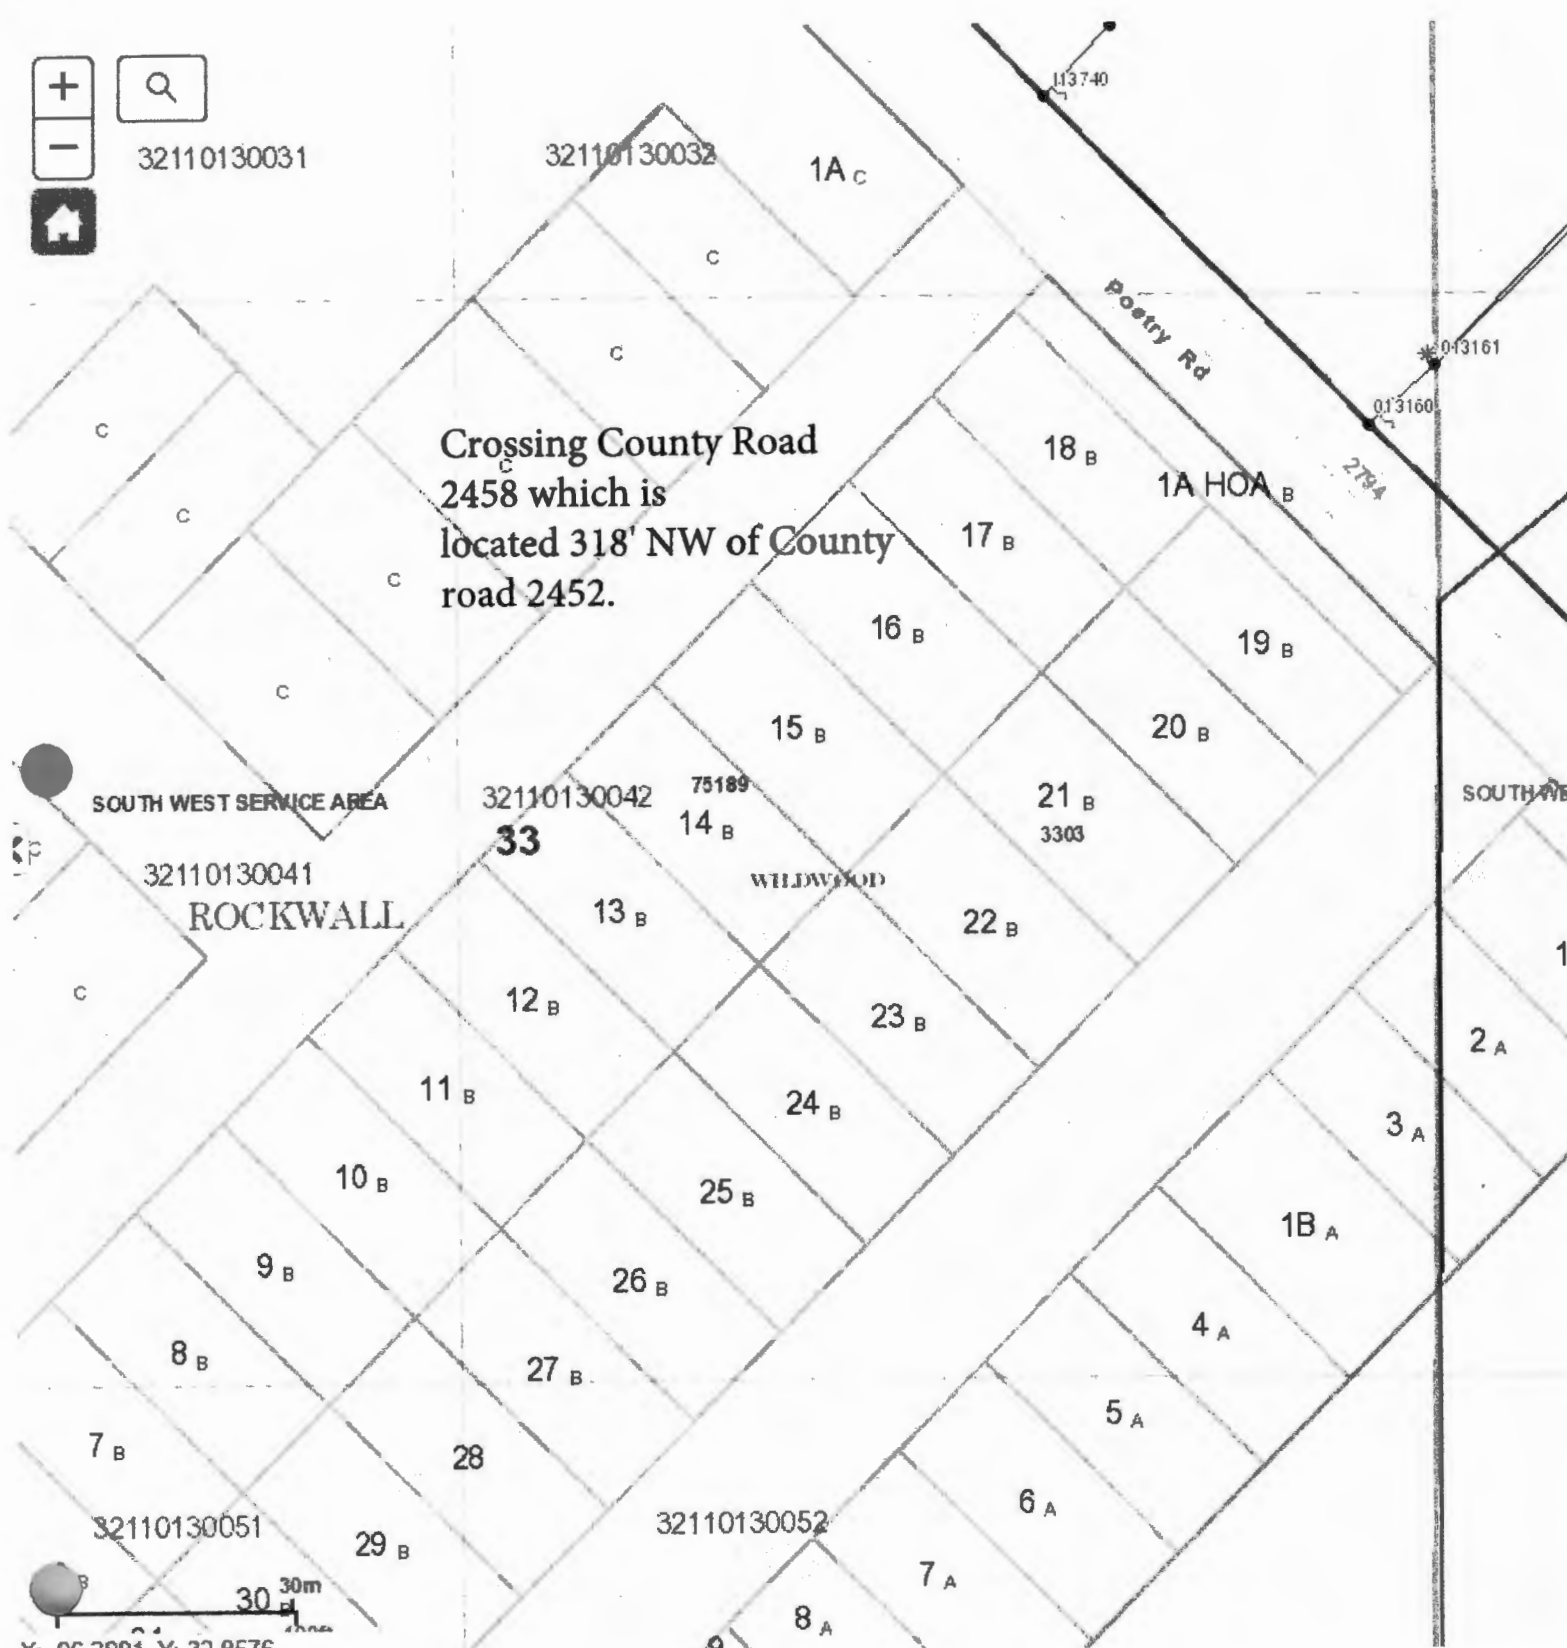 113740
32110130031
32110130032
1A C
C
Poetry Rd
013161
C
013160
C
Crossing County Road
2458 which is
located 318' NW of County
road 2452.
C
18 B
2794
1A HOA B
C
17 B
C
16 B
19 B
C
15 B
20 B
75189
32110130042
14 B
21 B
3303
SOUTH WEST SERVICE AREA
33
32110130041
ROCKWALL
WILDWOOD
13 B
22 B
C
12 B
23 B
2 A
11 B
24 B
3 A
10 B
25 B
1B A
9 B
26 B
4 A
8 B
27 B
5 A
7 B
28
6 A
32110130051
32110130052
29 B
7 A
B
30 B
30m
8 A